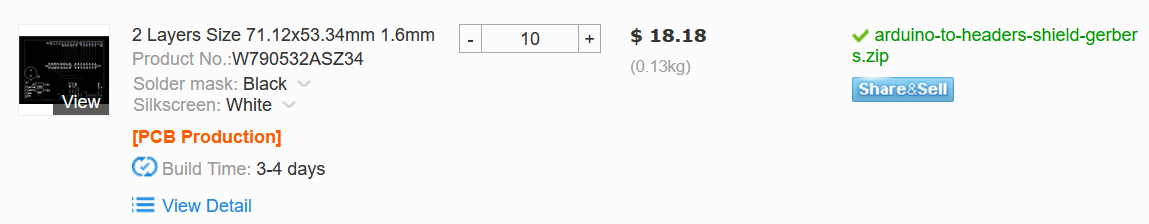 2 Layers Size 71.12x53.34mm 1.6mm
Product No.:W790532ASZ34
Solder mask: Black
Silkscreen: White
[PCB Production]
Build Time: 3-4 days
View Detail
View
- 10 +
$ 18.18
(0.13kg)
arduino-to-headers-shield-gerber
s.zip
Share&Sell